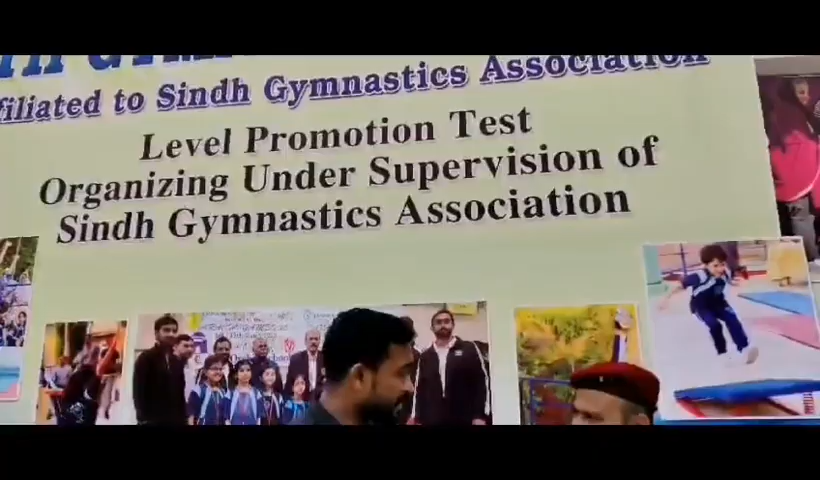 ffiliated to Sindh Gymnastics Association
Level Promotion Test
Organizing Under Supervision of
Sindh Gymnastics Association